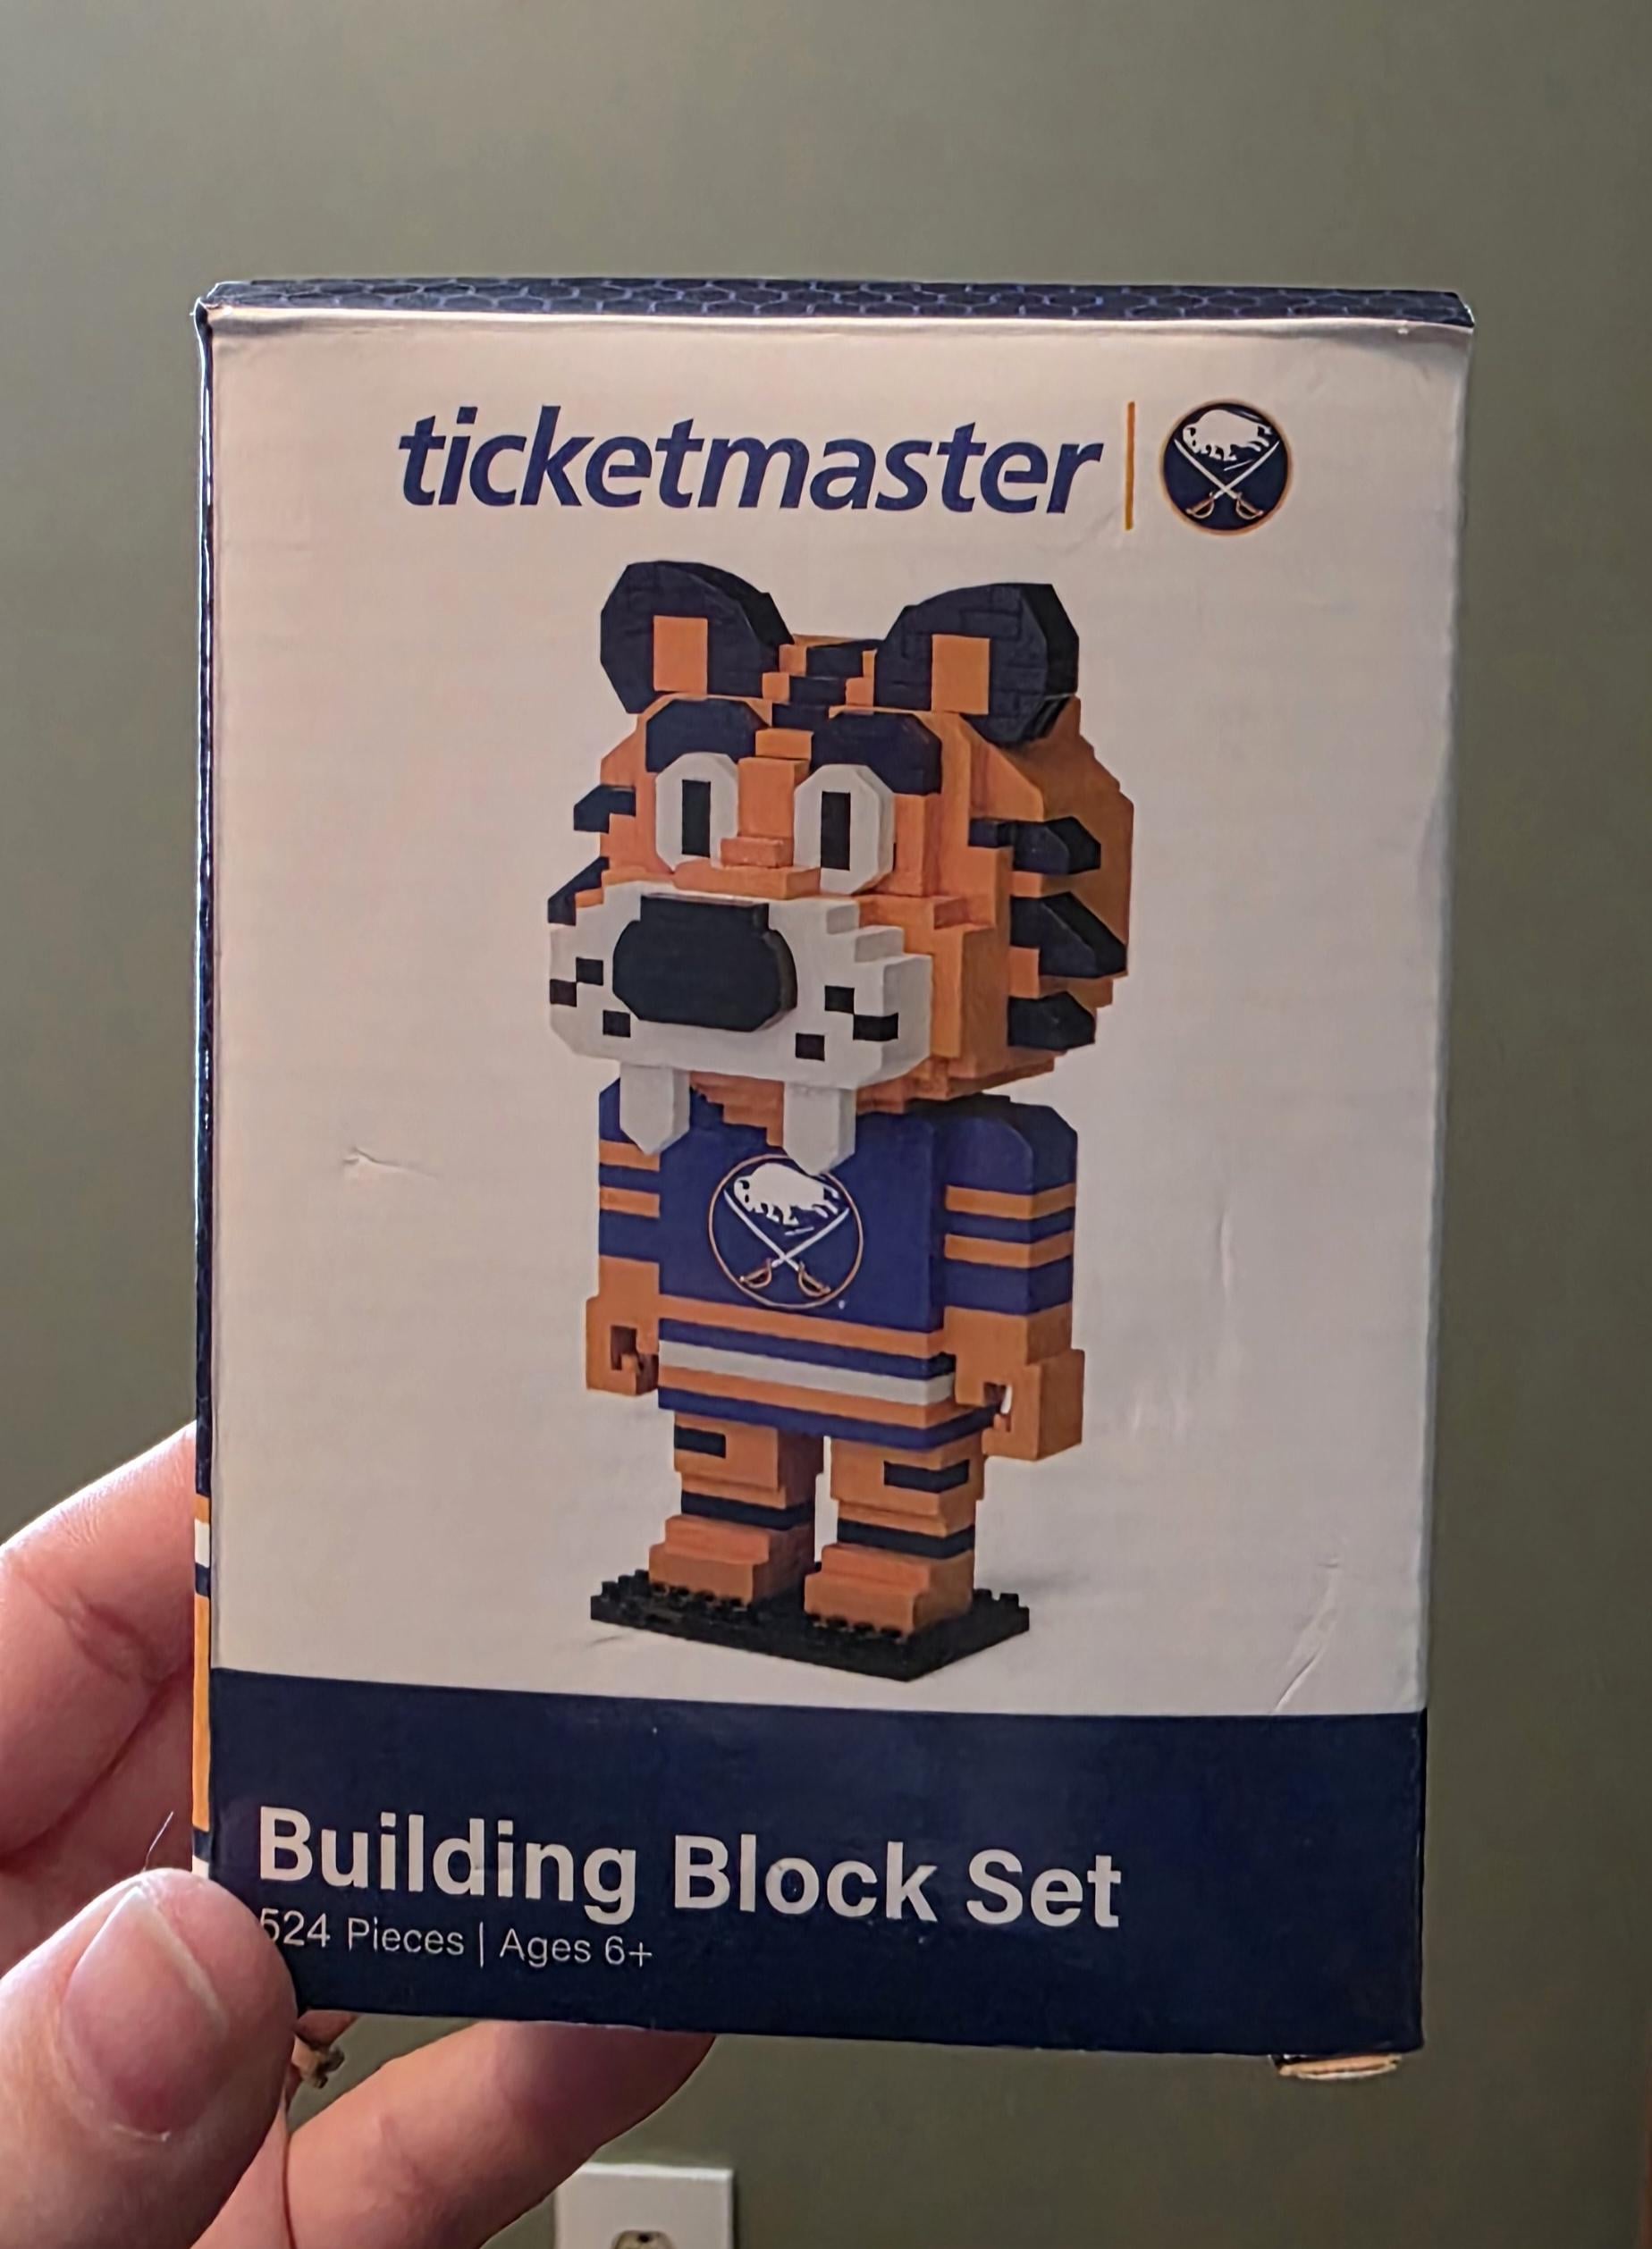 ticketmaster
Building Block Set
524 Pieces | Ages 6+